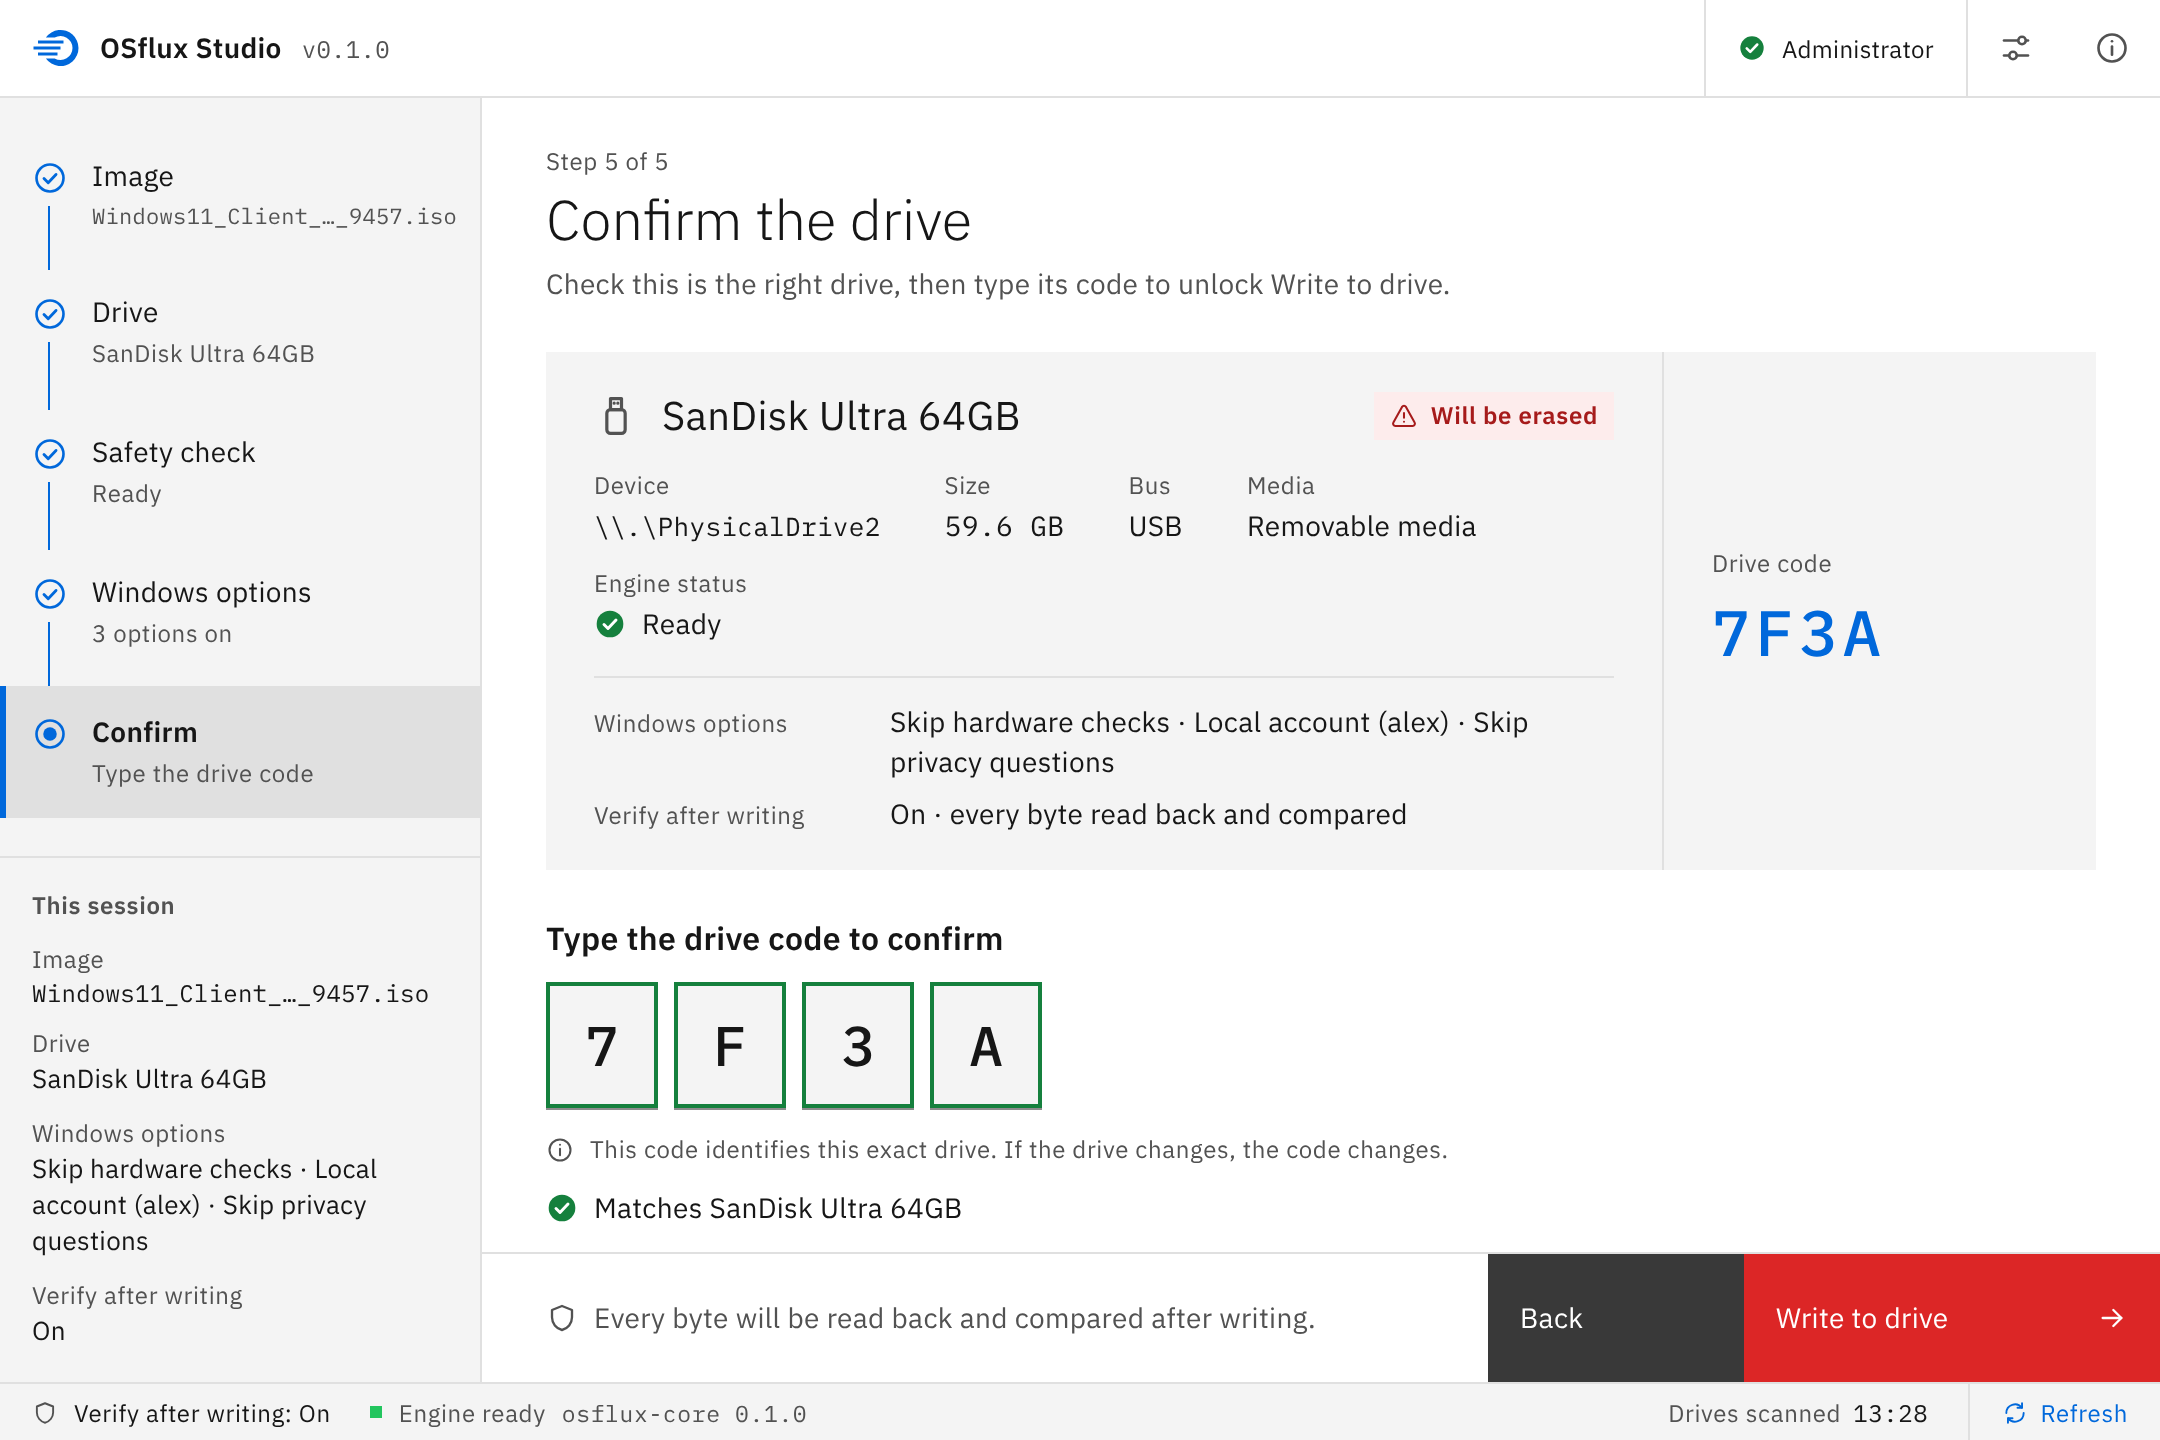 OSflux Studio v0.1.0
Administrator
Image
Windows11_Client_…_9457.iso
Drive
SanDisk Ultra 64GB
Safety check
Ready
Windows options
3 options on
Confirm
Type the drive code
This session
Image
Windows11_Client_…_9457.iso
Drive
SanDisk Ultra 64GB
Windows options
Skip hardware checks · Local
account (alex) · Skip privacy
questions
Verify after writing
On
Step 5 of 5
Confirm the drive
Check this is the right drive, then type its code to unlock Write to drive.
SanDisk Ultra 64GB
Will be erased
Device Size Bus Media
\\.\PhysicalDrive2 59.6 GB USB Removable media
Engine status
Ready
Windows options Skip hardware checks · Local account (alex) · Skip
privacy questions
Verify after writing On · every byte read back and compared
Drive code
7F3A
Type the drive code to confirm
7 F 3 A
This code identifies this exact drive. If the drive changes, the code changes.
Matches SanDisk Ultra 64GB
Every byte will be read back and compared after writing.
Back
Write to drive
Verify after writing: On
Engine ready osflux-core 0.1.0
Drives scanned 13:28
Refresh